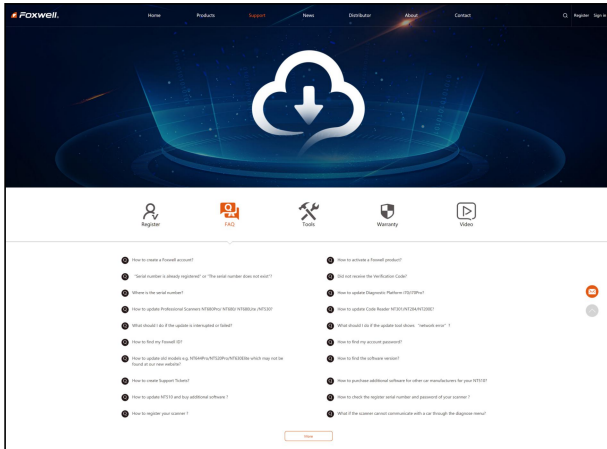 Foxwell.
Home
Products
Support
News
Distributor
About
Contact
Register
Sign in
Register
FAQ
Tools
Warranty
Video
How to create a Foxwell account?
How to activate a Foxwell product?
"Serial number is already registered" or "The serial number does not exist"?
Did not receive the Verification Code?
Where is the serial number?
How to update Diagnostic Platform i70//70Pro?
How to update Professional Scanners NT680Pro/ NT680/ NT680Lite /NT530?
How to update Code Reader NT301/NT204/NT200E?
What should I do if the update is interrupted or failed?
What should I do if the update tool shows "network error" ?
How to find my Foxwell ID?
How to find my account password?
How to update old models e.g. NT644Pro/NT520Pro/NT630Elite which may not be
found at our new website?
How to find the software version?
How to create Support Tickets?
How to purchase additional software for other car manufacturers for your NT510?
How to update NT510 and buy additional software ?
How to check the register serial number and password of your scanner ?
How to register your scanner ?
What if the scanner cannot communicate with a car through the diagnose menu?